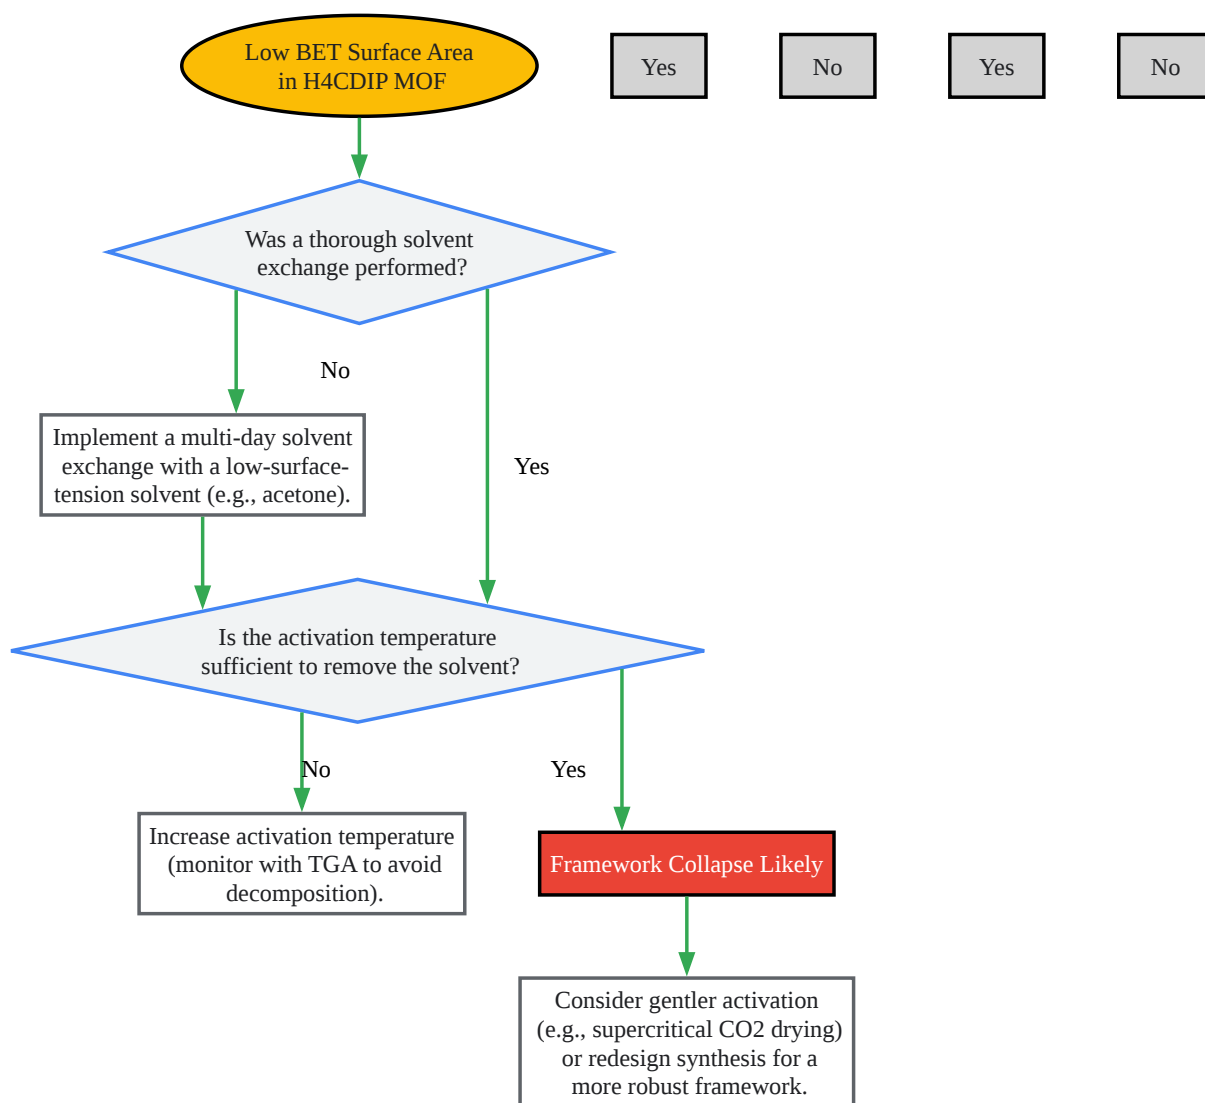 Low BET Surface Area
in H4CDIP MOF
Yes
No
Yes
No
Was a thorough solvent
exchange performed?
No
Implement a multi-day solvent
exchange with a low-surface-
tension solvent (e.g., acetone).
Yes
Is the activation temperature
sufficient to remove the solvent?
No
Yes
Increase activation temperature
(monitor with TGA to avoid
decomposition).
Framework Collapse Likely
Consider gentler activation
(e.g., supercritical CO2 drying)
or redesign synthesis for a
more robust framework.